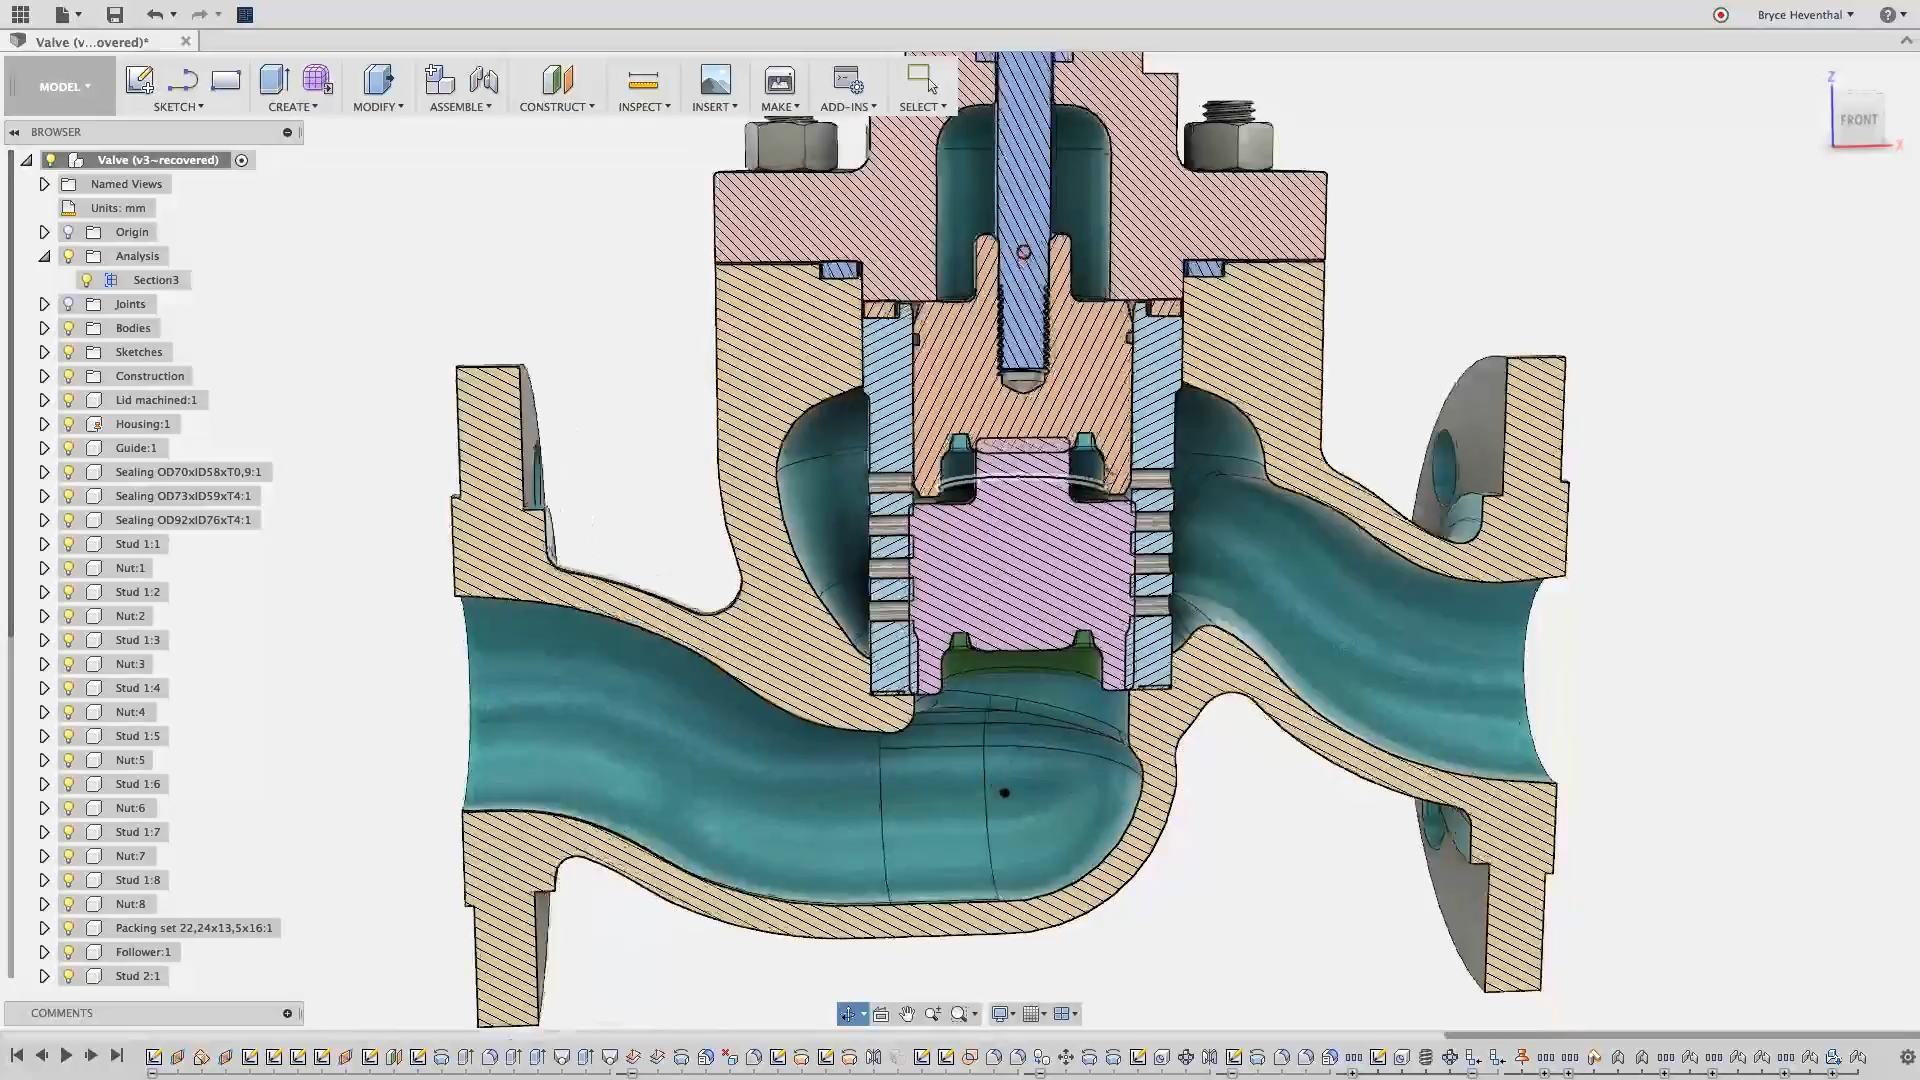 Bryce Heventhal
Valve (v...overed)*
MODEL
SKETCH
CREATE
MODIFY
ASSEMBLE
CONSTRUCT
INSPECT
INSERT
MAKE
ADD-INS
SELECT
Z
FRONT
X
BROWSER
Valve (v3~recovered)
Named Views
Units: mm
Origin
Analysis
Section3
Joints
Bodies
Sketches
Construction
Lid machined:1
Housing:1
Guide:1
Sealing OD70xID58xT0,9:1
Sealing OD73xID59xT4:1
Sealing OD92xID76xT4:1
Stud 1:1
Nut:1
Stud 1:2
Nut:2
Stud 1:3
Nut:3
Stud 1:4
Nut:4
Stud 1:5
Nut:5
Stud 1:6
Nut:6
Stud 1:7
Nut:7
Stud 1:8
Nut:8
Packing set 22,24x13,5x16:1
Follower:1
Stud 2:1
COMMENTS